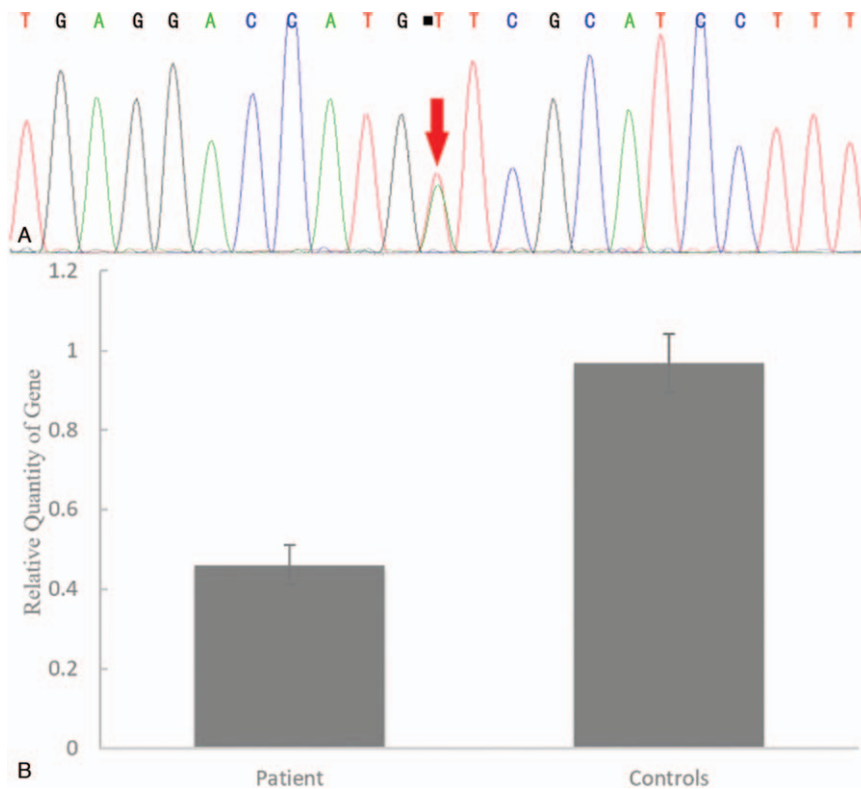 T G A G G A C C A T G ▪T T C G C A T C C T T T
A
1.2
1
0.8
0.6
0.4
0.2
0
Relative Quantity of Gene
Patient Controls
B